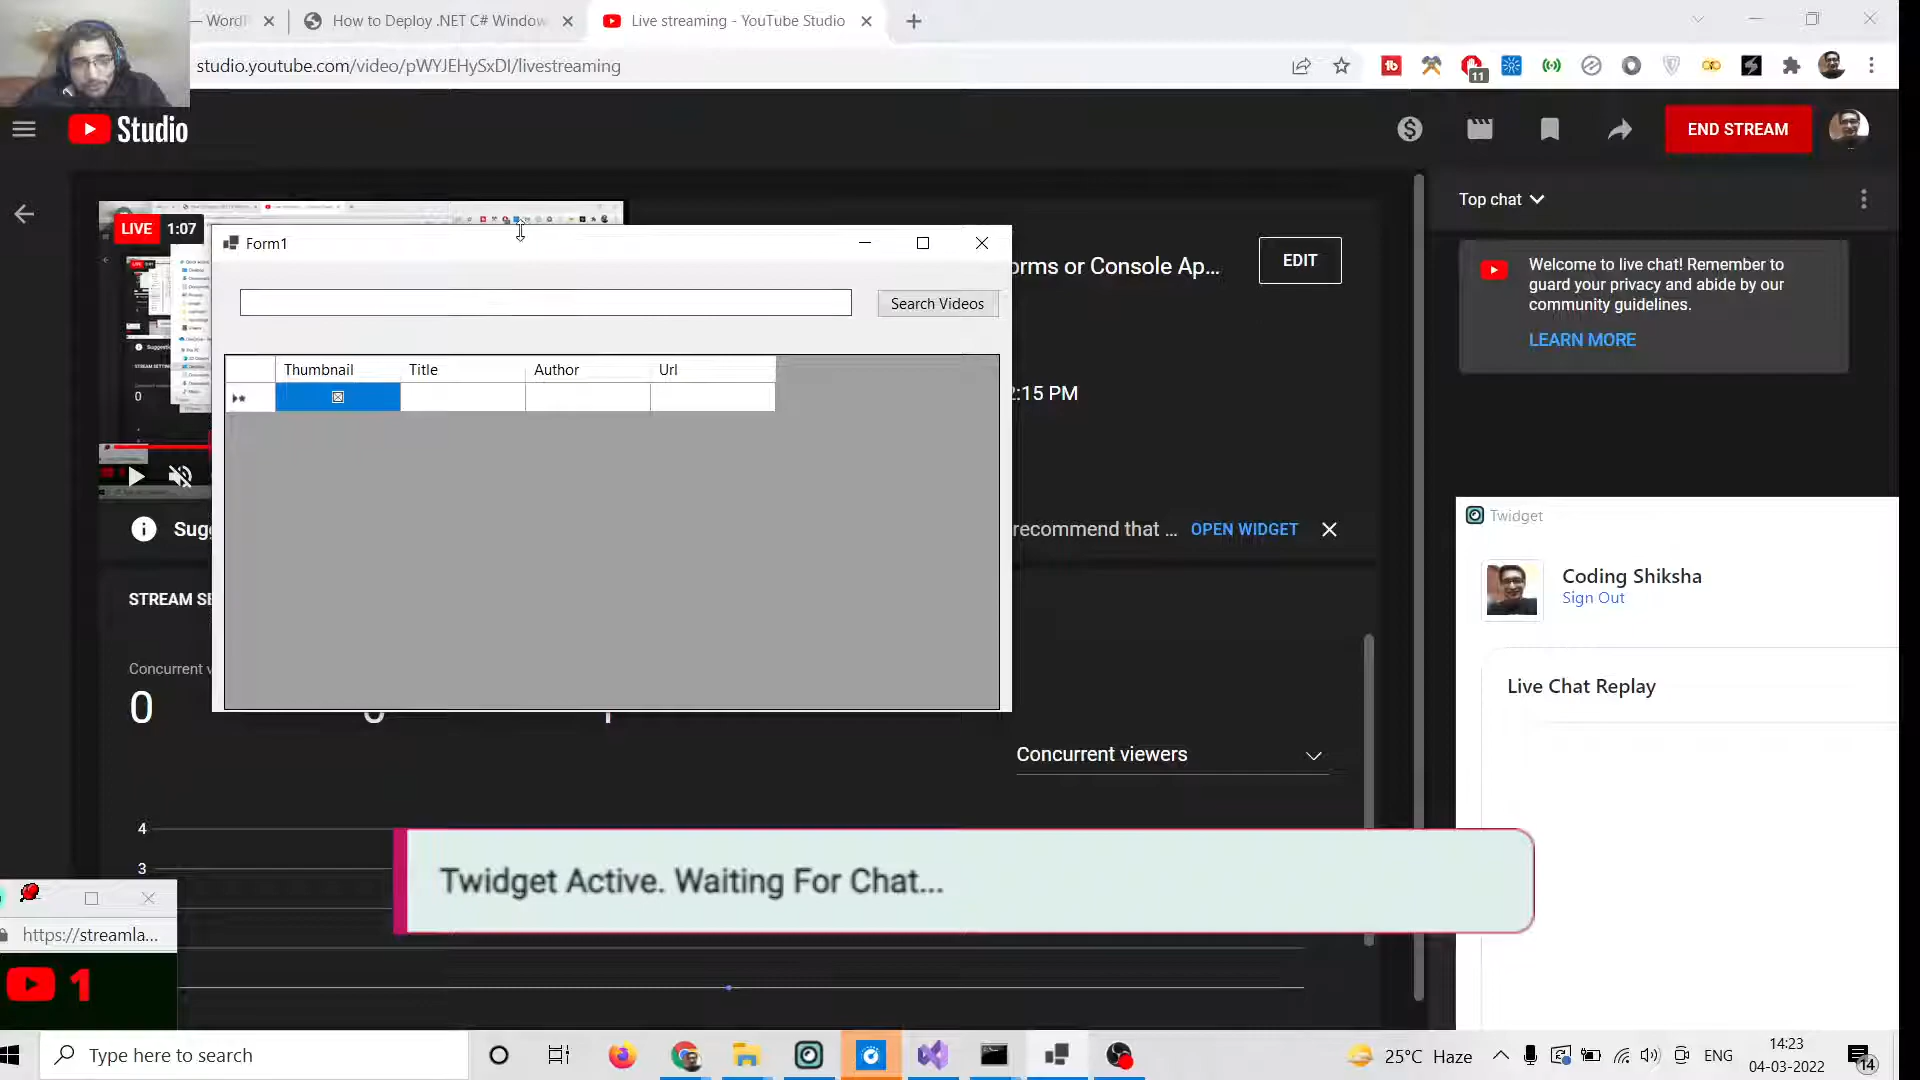 — Word
How to Deploy .NET C# Window
Live streaming - YouTube Studio
studio.youtube.com/video/pWYJEHySxDI/livestreaming
11
Studio
END STREAM
LIVE 1:07
Form1
Search Videos
Thumbnail Title Author Url
orms or Console Ap...
EDIT
2:15 PM
Sugg
recommend that ...
OPEN WIDGET
STREAM SE
Concurrent v
0
Concurrent viewers
4
3
Top chat
Welcome to live chat! Remember to
guard your privacy and abide by our
community guidelines.
LEARN MORE
Twidget
Coding Shiksha
Sign Out
Live Chat Replay
Twidget Active. Waiting For Chat...
https://streamla...
1
Type here to search
25°C Haze
ENG
14:23
04-03-2022
14